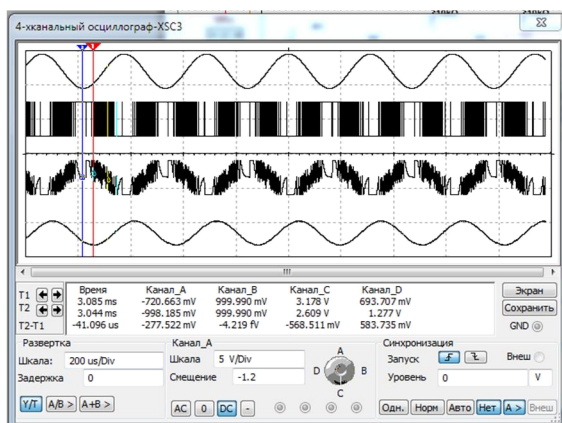 4-хканальный осциллограф-XSC3
Время Канал_A Канал_B Канал_C Канал_D
T1 3.085 ms -720.663 mV 999.990 mV 3.178 V 693.707 mV
T2 3.044 ms -998.185 mV 999.990 mV 2.609 V 1.277 V
T2-T1 -41.096 us -277.522 mV -4.219 fV -568.511 mV 583.735 mV
Экран
Сохранить
GND
Развертка
Шкала: 200 us/Div
Задержка 0
Y/T A/B > A+B >
Канал_A
Шкала 5 V/Div
Смещение -1.2
AC 0 DC -
A
D B
C
Синхронизация
Запуск Внеш
Уровень 0 V
Одн. Норм Авто Нет A > Внеш